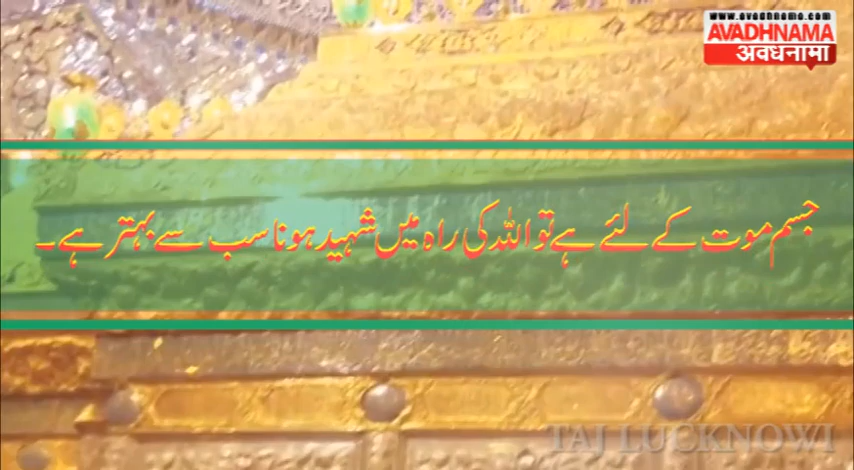 www.avadhnama.com
AVADHNAMA
अवधनामा
جسم موت کے لئے ہے تو اللہ کی راہ میں شہید ہونا سب سے بہتر ہے۔
TAJ LUCKNOWI